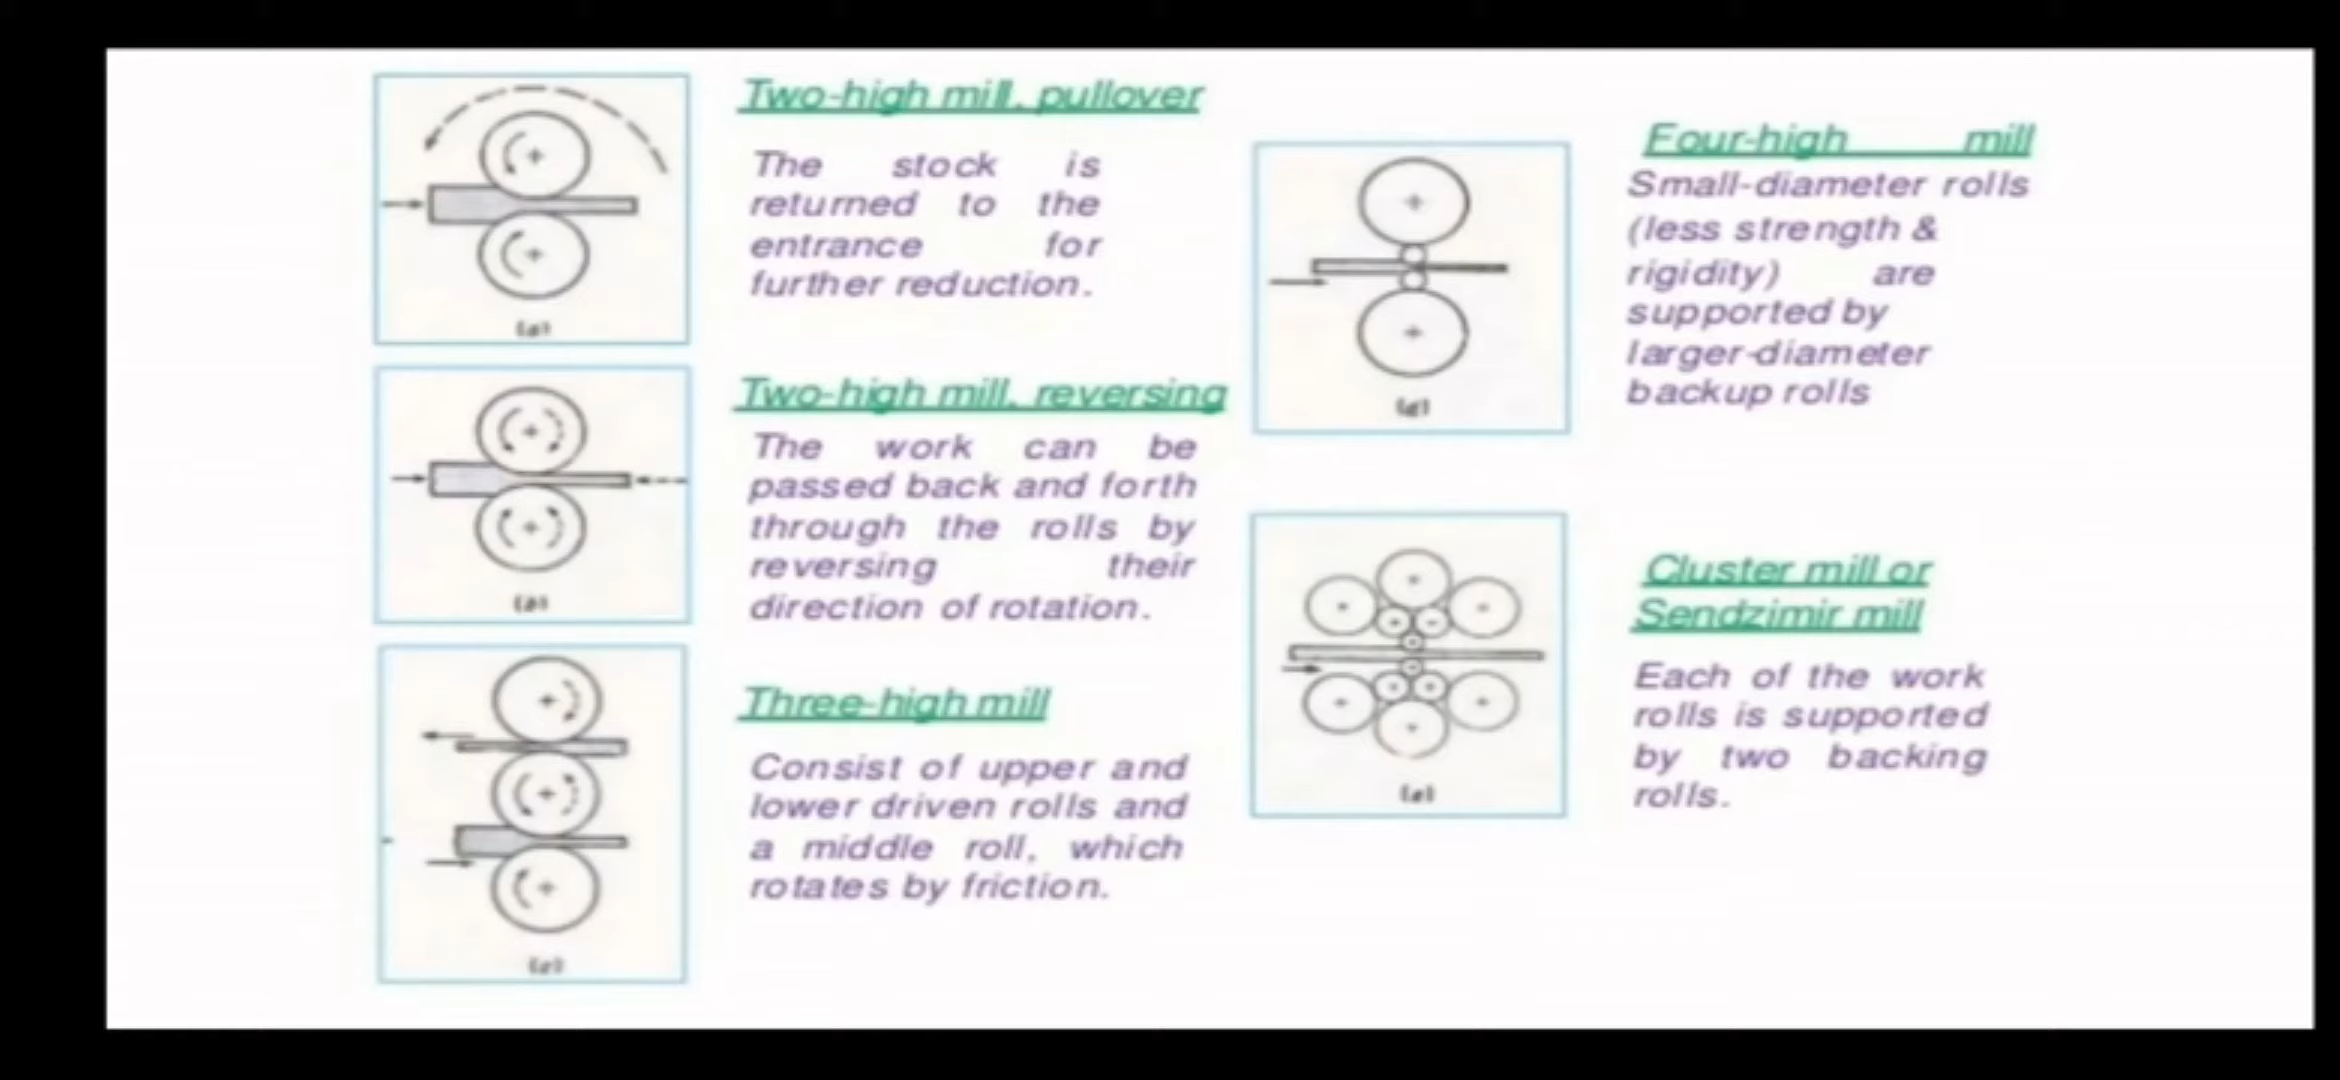 Two-high mill, pullover
The stock is
returned to the
entrance for
further reduction.
(a)
Two-high mill, reversing
The work can be
passed back and forth
through the rolls by
reversing their
direction of rotation.
(b)
Three-high mill
Consist of upper and
lower driven rolls and
a middle roll, which
rotates by friction.
(c)
Four-high mill
Small-diameter rolls
(less strength &
rigidity) are
supported by
larger-diameter
backup rolls
(d)
Cluster mill or
Sendzimir mill
Each of the work
rolls is supported
by two backing
rolls.
(e)